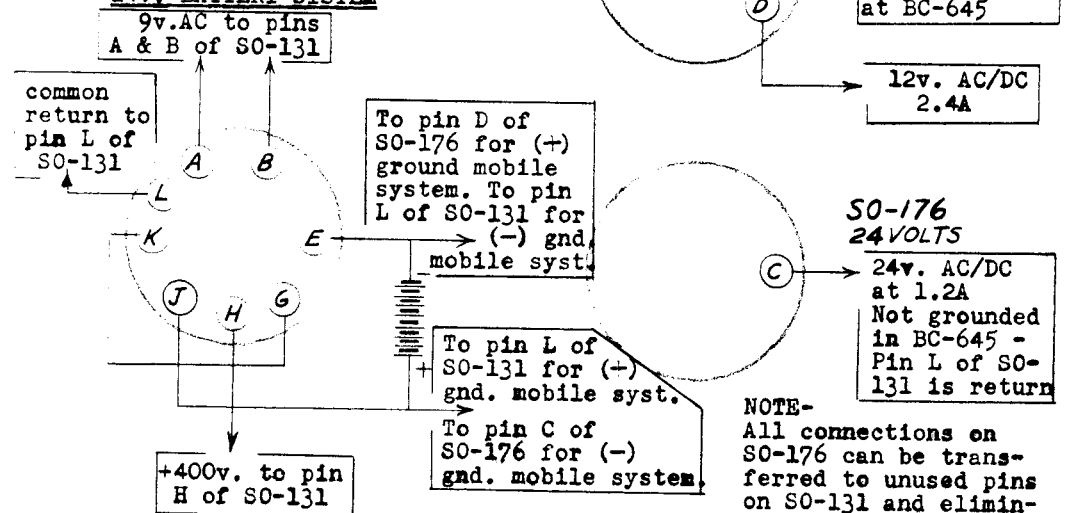 9v.AC to pins
A & B of SO-131
common
return to
pin L of
SO-131
A
B
L
K
E
J
H
G
To pin D of
SO-176 for (+)
ground mobile
system. To pin
L of SO-131 for
(-) gnd.
mobile syst.
-
+
To pin L of
SO-131 for (+)
gnd. mobile syst.
To pin C of
SO-176 for (-)
gnd. mobile system
+400v. to pin
H of SO-131
D
at BC-645
12v. AC/DC
2.4A
C
SO-176
24 VOLTS
24v. AC/DC
at 1.2A
Not grounded
in BC-645 -
Pin L of SO-
131 is return
NOTE-
All connections on
SO-176 can be trans-
ferred to unused pins
on SO-131 and elimin-